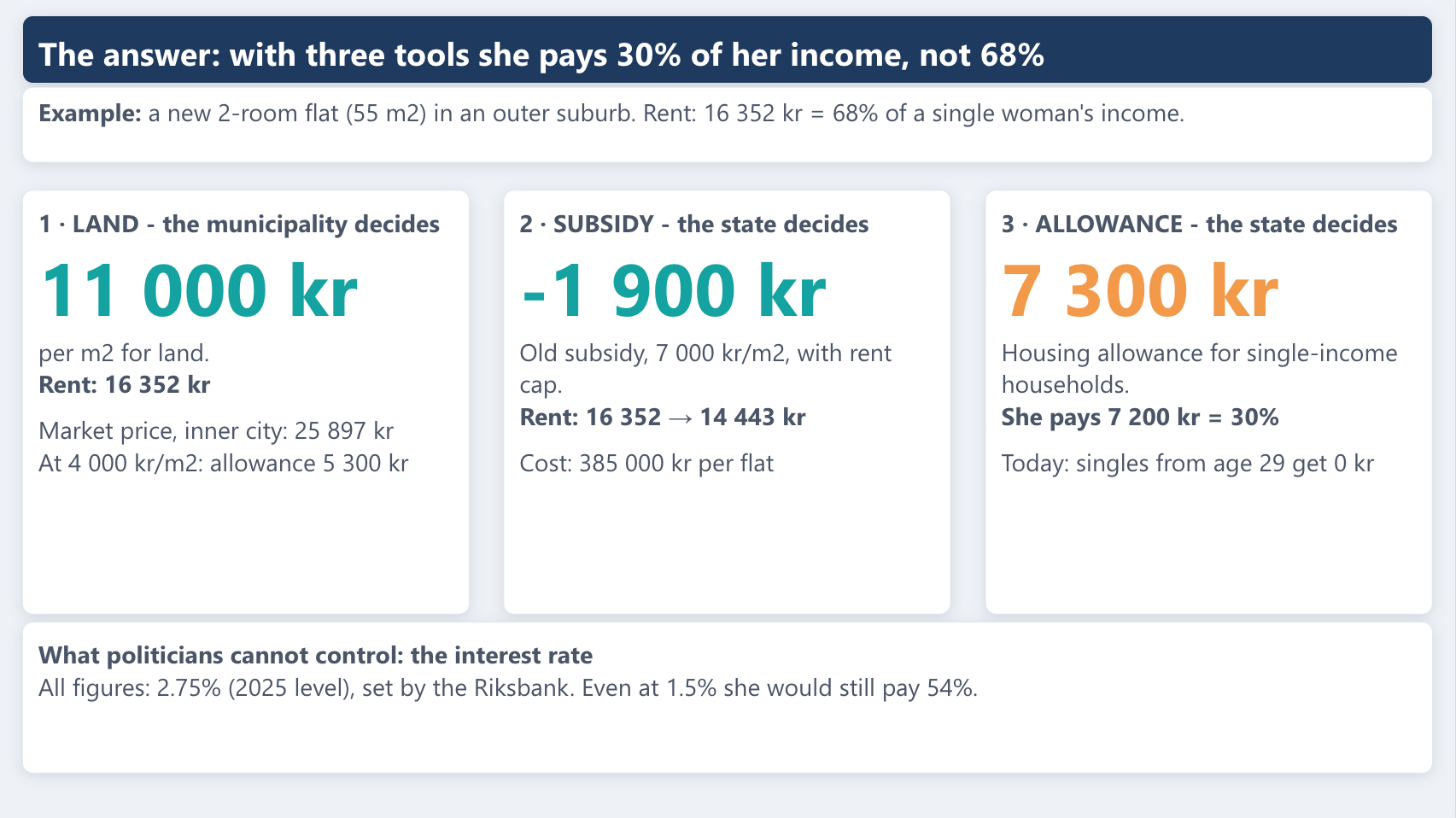 The answer: with three tools she pays 30% of her income, not 68%
Example: a new 2-room flat (55 m2) in an outer suburb. Rent: 16 352 kr = 68% of a single woman's income.
1 · LAND - the municipality decides
11 000 kr
per m2 for land.
Rent: 16 352 kr
Market price, inner city: 25 897 kr
At 4 000 kr/m2: allowance 5 300 kr
2 · SUBSIDY - the state decides
-1 900 kr
Old subsidy, 7 000 kr/m2, with rent
cap.
Rent: 16 352 → 14 443 kr
Cost: 385 000 kr per flat
3 · ALLOWANCE - the state decides
7 300 kr
Housing allowance for single-income
households.
She pays 7 200 kr = 30%
Today: singles from age 29 get 0 kr
What politicians cannot control: the interest rate
All figures: 2.75% (2025 level), set by the Riksbank. Even at 1.5% she would still pay 54%.